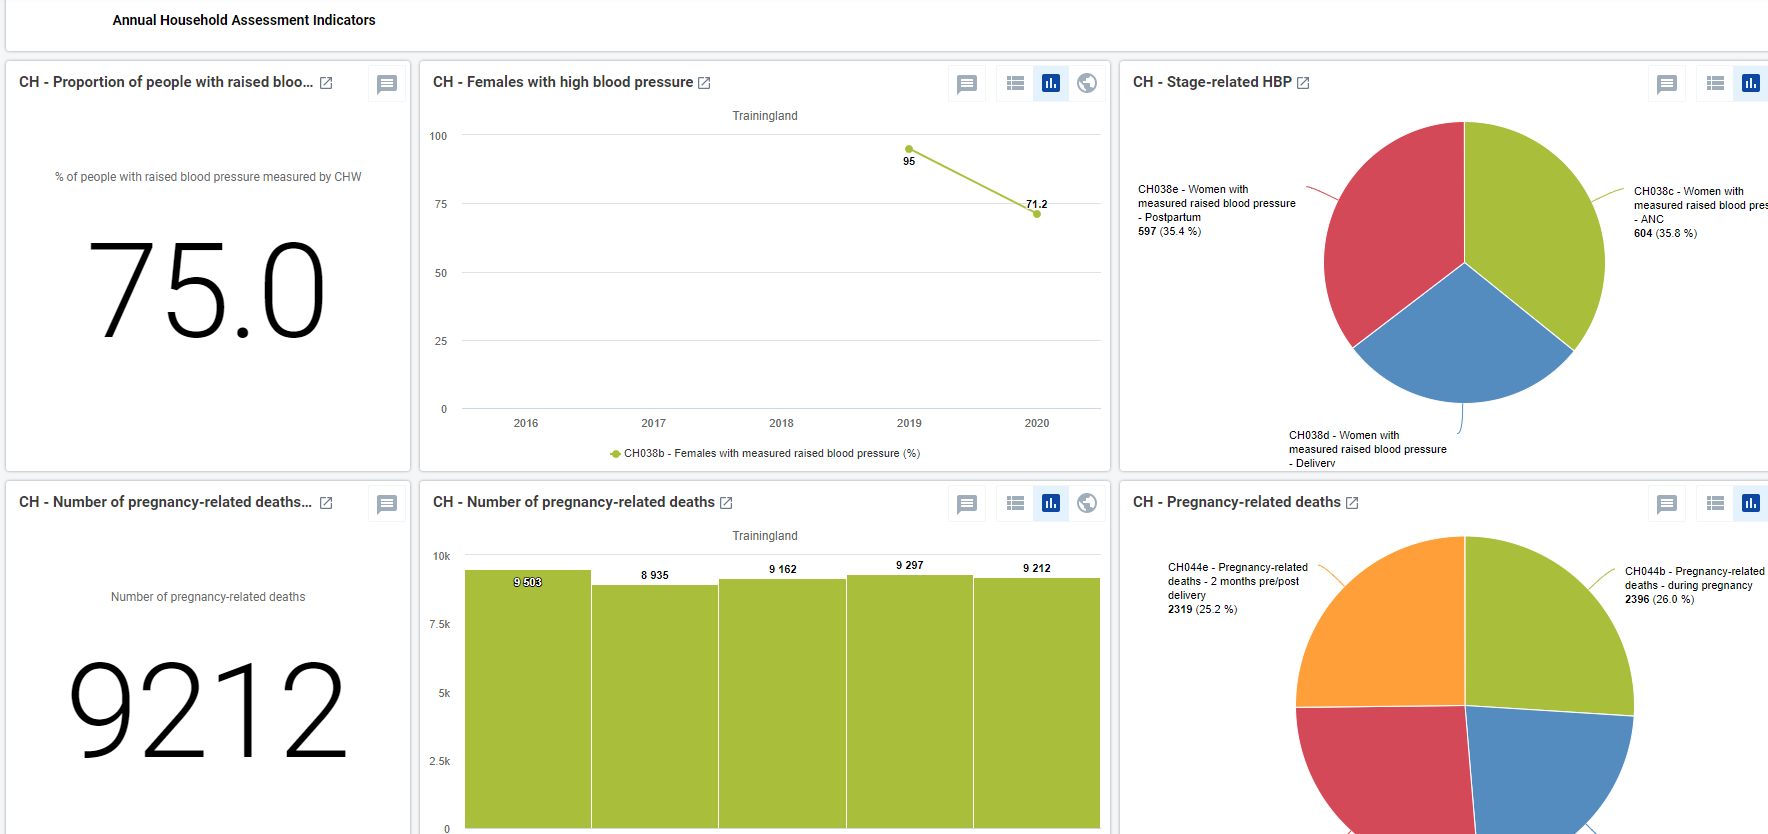 Annual Household Assessment Indicators
CH - Proportion of people with raised bloo...
% of people with raised blood pressure measured by CHW
75.0
CH - Females with high blood pressure
Trainingland
100
75
50
25
0
95
71.2
2016
2017
2018
2019
2020
CH038b - Females with measured raised blood pressure (%)
CH - Stage-related HBP
CH038e - Women with
measured raised blood pressure
- Postpartum
597 (35.4 %)
CH038c - Women with
measured raised blood pres
- ANC
604 (35.8 %)
CH038d - Women with
measured raised blood pressure
- Delivery
CH - Number of pregnancy-related deaths...
Number of pregnancy-related deaths
9212
CH - Number of pregnancy-related deaths
Trainingland
10k
7.5k
5k
2.5k
0
9 503
8 935
9 162
9 297
9 212
CH - Pregnancy-related deaths
CH044e - Pregnancy-related
deaths - 2 months pre/post
delivery
2319 (25.2 %)
CH044b - Pregnancy-related
deaths - during pregnancy
2396 (26.0 %)